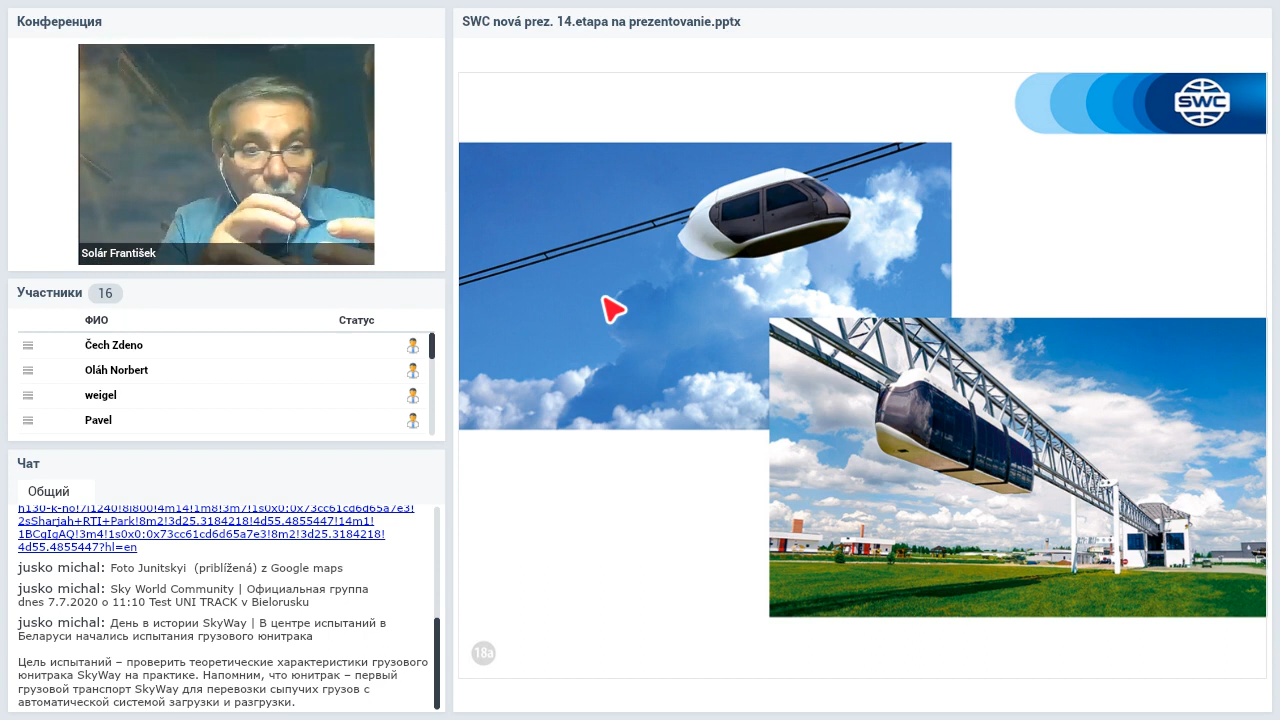 Конференция
Solár František
Участники 16
ФИО Статус
Čech Zdeno
Oláh Norbert
weigel
Pavel
Чат
Общий
2sSharjah+RTI+Park!8m2!3d25.3184218!4d55.4855447!14m1!
1BCgIgAQ!3m4!1s0x0:0x73cc61cd6d65a7e3!8m2!3d25.3184218!
4d55.4855447?hl=en
jusko michal: Foto Junitskyi (priblížená) z Google maps
jusko michal: Sky World Community | Официальная группа
dnes 7.7.2020 o 11:10 Test UNI TRACK v Bielorusku
jusko michal: День в истории SkyWay | В центре испытаний в
Беларуси начались испытания грузового юнитрака
Цель испытаний – проверить теоретические характеристики грузового
юнитрака SkyWay на практике. Напомним, что юнитрак – первый
грузовой транспорт SkyWay для перевозки сыпучих грузов с
автоматической системой загрузки и разгрузки.
SWC nová prez. 14.etapa na prezentovanie.pptx
SWC
18a